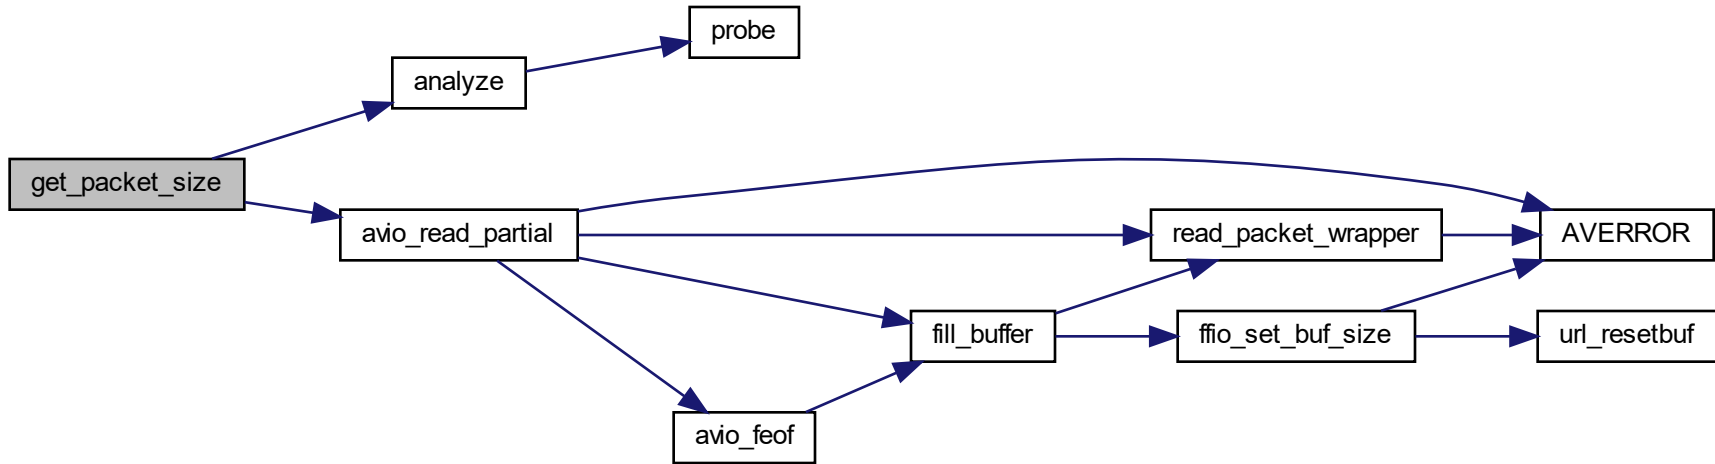 probe
analyze
get_packet_size
avio_read_partial
read_packet_wrapper
AVERROR
fill_buffer
ffio_set_buf_size
url_resetbuf
avio_feof